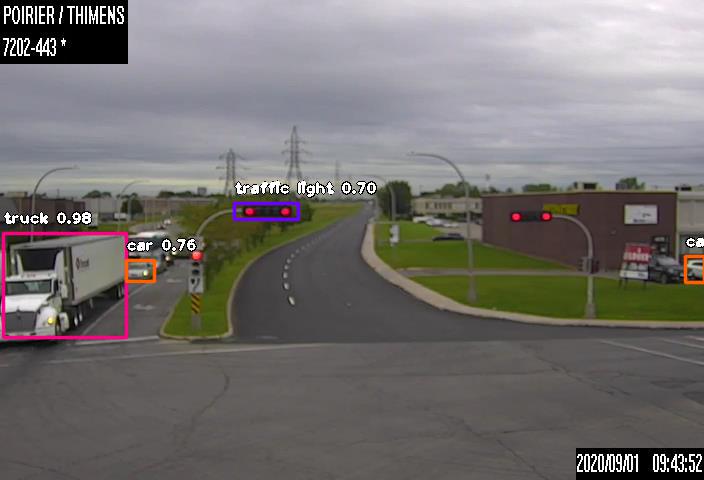 POIRIER / THIMENS
7202-443 *
traffic light 0.70
truck 0.98
car 0.76
ca
2020/09/01 09:43:52